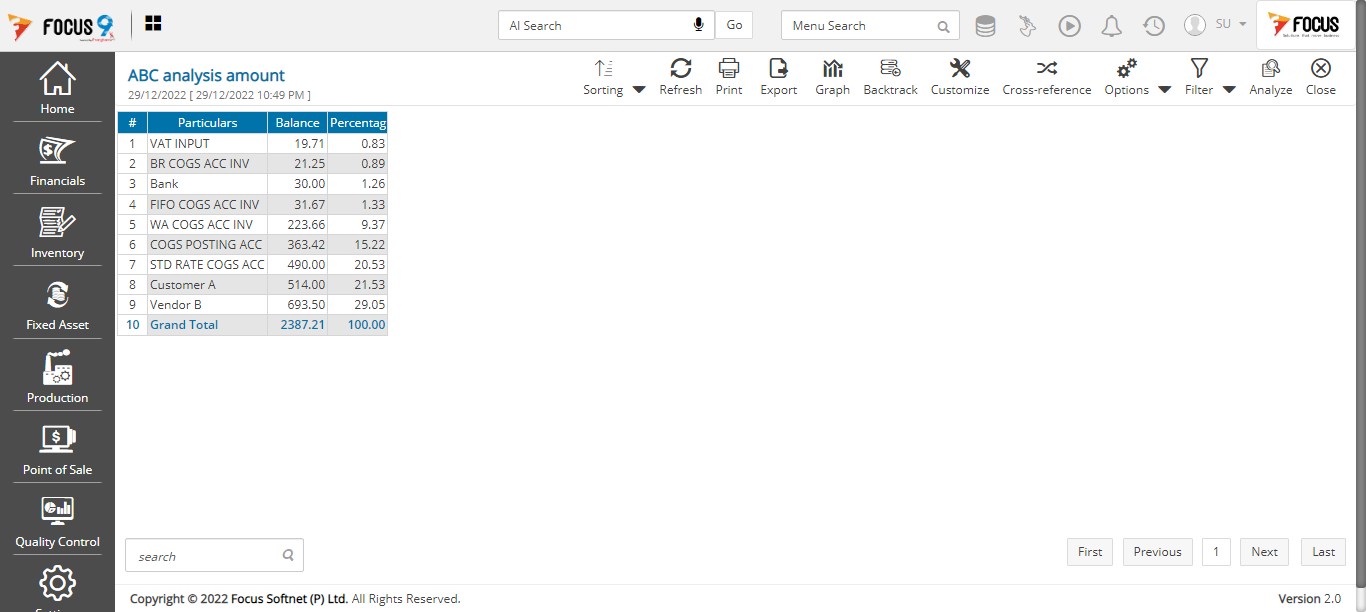 FOCUS 9
AI Search
Go
Menu Search
SU
FOCUS
Home
Financials
Inventory
Fixed Asset
Production
Point of Sale
Quality Control
ABC analysis amount
29/12/2022 [ 29/12/2022 10:49 PM ]
Sorting Refresh Print Export Graph Backtrack Customize Cross-reference Options Filter Analyze Close
# Particulars Balance Percentag
1 VAT INPUT 19.71 0.83
2 BR COGS ACC INV 21.25 0.89
3 Bank 30.00 1.26
4 FIFO COGS ACC INV 31.67 1.33
5 WA COGS ACC INV 223.66 9.37
6 COGS POSTING ACC 363.42 15.22
7 STD RATE COGS ACC 490.00 20.53
8 Customer A 514.00 21.53
9 Vendor B 693.50 29.05
10 Grand Total 2387.21 100.00
search
First Previous 1 Next Last
Copyright © 2022 Focus Softnet (P) Ltd. All Rights Reserved.
Version 2.0